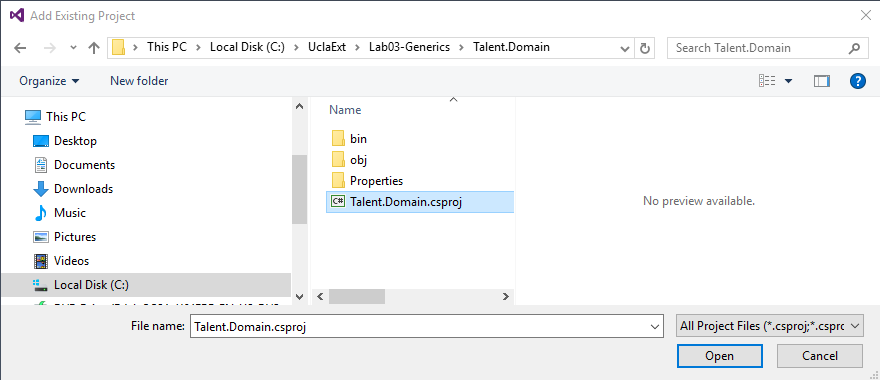 Add Existing Project
This PC > Local Disk (C:) > UclaExt > Lab03-Generics > Talent.Domain
Search Talent.Domain
Organize
New folder
?
This PC
Desktop
Documents
Downloads
Music
Pictures
Videos
Local Disk (C:)
Name
bin
obj
Properties
C# Talent.Domain.csproj
No preview available.
File name: Talent.Domain.csproj
All Project Files (*.csproj;*.cspro
Open
Cancel